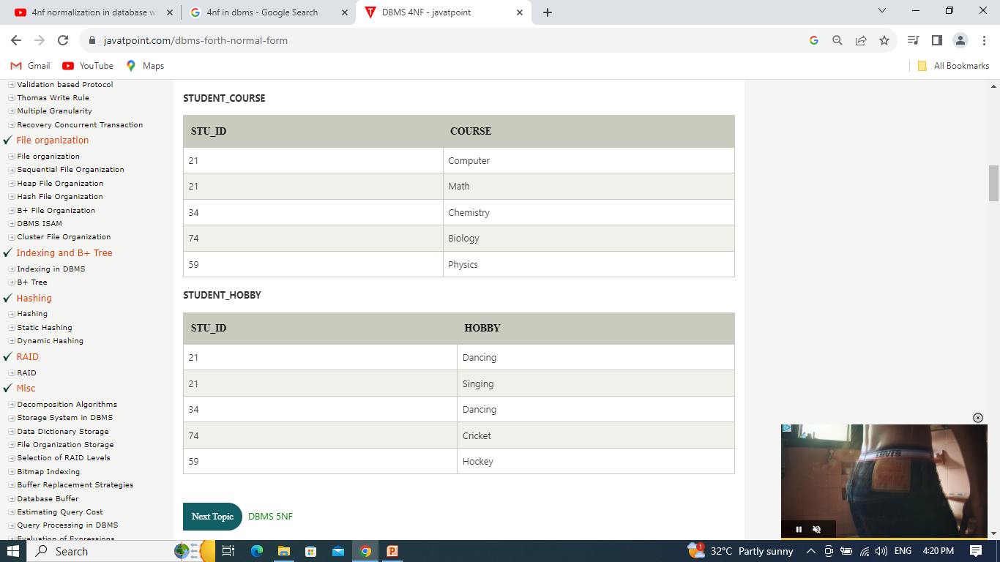 4nf normalization in database w
4nf in dbms - Google Search
DBMS 4NF - javatpoint
javatpoint.com/dbms-forth-normal-form
Gmail
YouTube
Maps
All Bookmarks
Validation based Protocol
Thomas Write Rule
Multiple Granularity
Recovery Concurrent Transaction
File organization
File organization
Sequential File Organization
Heap File Organization
Hash File Organization
B+ File Organization
DBMS ISAM
Cluster File Organization
Indexing and B+ Tree
Indexing in DBMS
B+ Tree
Hashing
Hashing
Static Hashing
Dynamic Hashing
RAID
RAID
Misc
Decomposition Algorithms
Storage System in DBMS
Data Dictionary Storage
File Organization Storage
Selection of RAID Levels
Bitmap Indexing
Buffer Replacement Strategies
Database Buffer
Estimating Query Cost
Query Processing in DBMS
Evaluation of Expressions
STUDENT_COURSE
STU_ID COURSE
21 Computer
21 Math
34 Chemistry
74 Biology
59 Physics
STUDENT_HOBBY
STU_ID HOBBY
21 Dancing
21 Singing
34 Dancing
74 Cricket
59 Hockey
Next Topic DBMS 5NF
LEVI'S
Search
1
32°C Partly sunny
ENG
4:20 PM